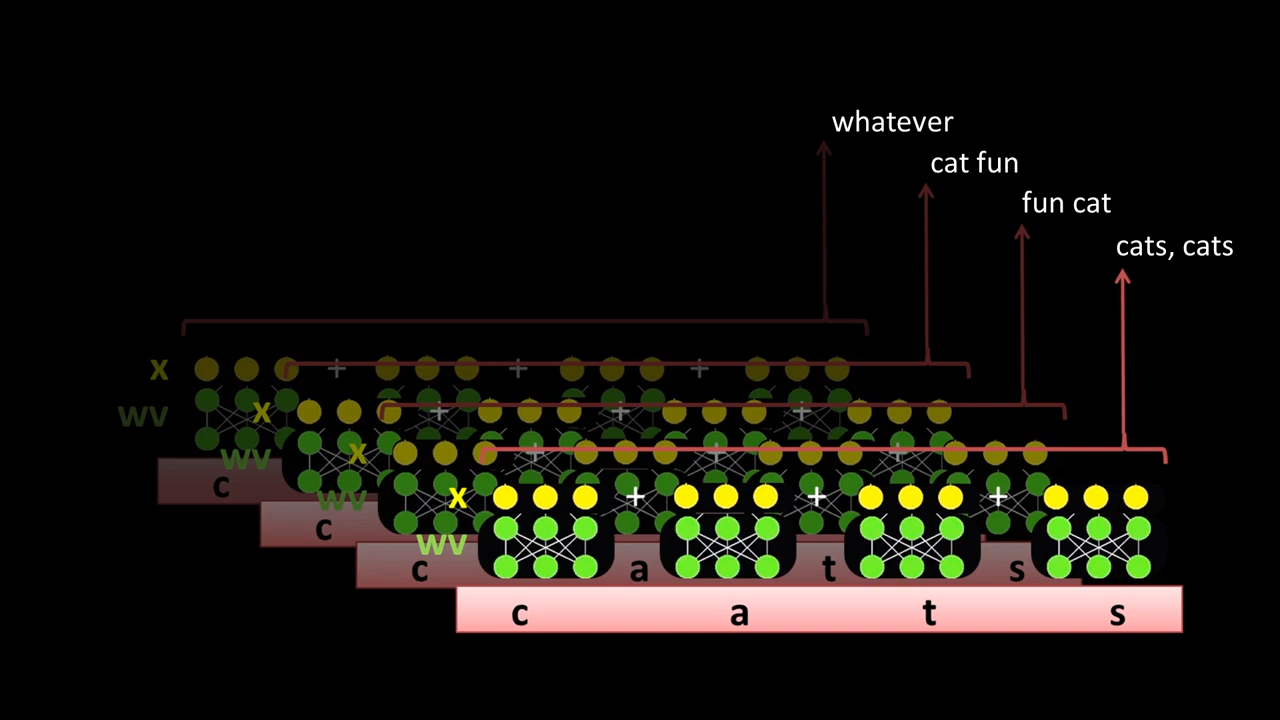 whatever
cat fun
fun cat
cats, cats
x + + +
wv
c
x + + +
wv
c
x + + +
wv
c a t s
x + + +
wv
c a t s